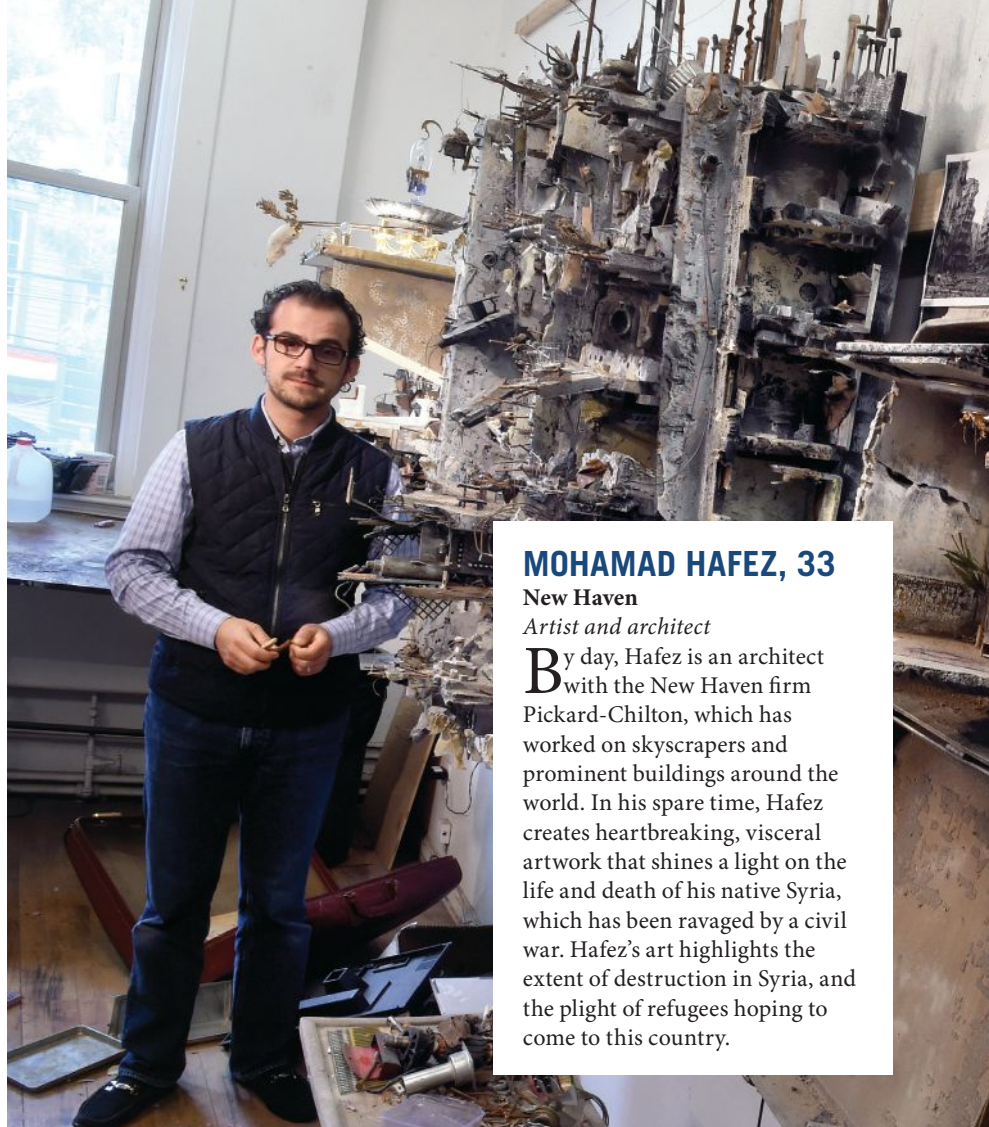 MOHAMAD HAFEZ, 33
New Haven
Artist and architect
By day, Hafez is an architect
with the New Haven firm
Pickard-Chilton, which has
worked on skyscrapers and
prominent buildings around the
world. In his spare time, Hafez
creates heartbreaking, visceral
artwork that shines a light on the
life and death of his native Syria,
which has been ravaged by a civil
war. Hafez’s art highlights the
extent of destruction in Syria, and
the plight of refugees hoping to
come to this country.